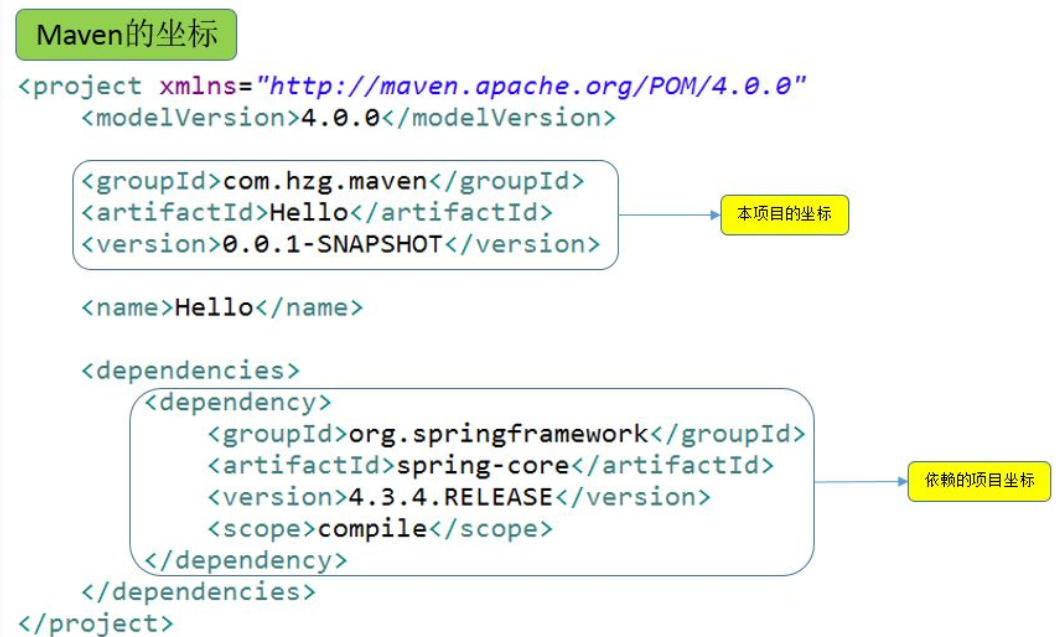 Maven的坐标
<project xmlns="http://maven.apache.org/POM/4.0.0"
<modelVersion>4.0.0</modelVersion>
<groupId>com.hzg.maven</groupId>
<artifactId>Hello</artifactId>
<version>0.0.1-SNAPSHOT</version>
本项目的坐标
<name>Hello</name>
<dependencies>
<dependency>
<groupId>org.springframework</groupId>
<artifactId>spring-core</artifactId>
<version>4.3.4.RELEASE</version>
<scope>compile</scope>
</dependency>
依赖的项目坐标
</dependencies>
</project>